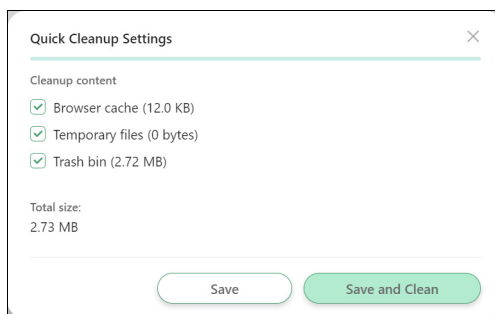 Quick Cleanup Settings
Cleanup content
Browser cache (12.0 KB)
Temporary files (0 bytes)
Trash bin (2.72 MB)
Total size:
2.73 MB
Save
Save and Clean